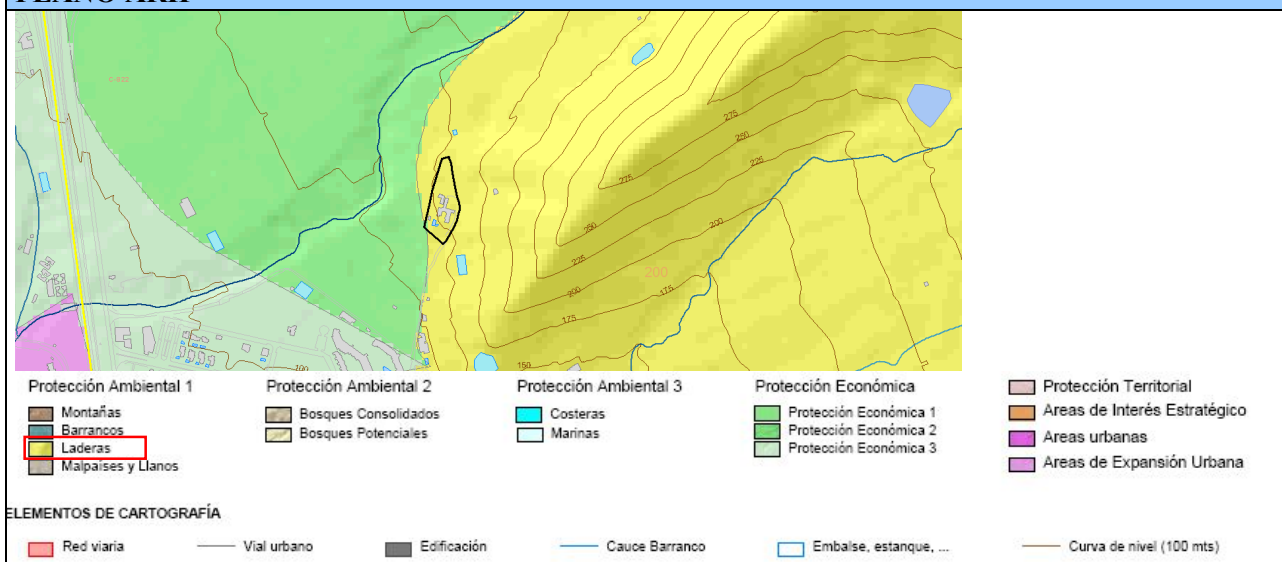 275
250
225
275
200
250
225
200
200
175
175
150
100
Protección Ambiental 1
Montañas
Barrancos
Laderas
Malpaíses y Llanos
Protección Ambiental 2
Bosques Consolidados
Bosques Potenciales
Protección Ambiental 3
Costeras
Marinas
Protección Económica
Protección Económica 1
Protección Económica 2
Protección Económica 3
Protección Territorial
Areas de Interés Estratégico
Areas urbanas
Areas de Expansión Urbana
ELEMENTOS DE CARTOGRAFÍA
Red viaria
Vial urbano
Edificación
Cauce Barranco
Embalse, estanque, ...
Curva de nivel (100 mts)